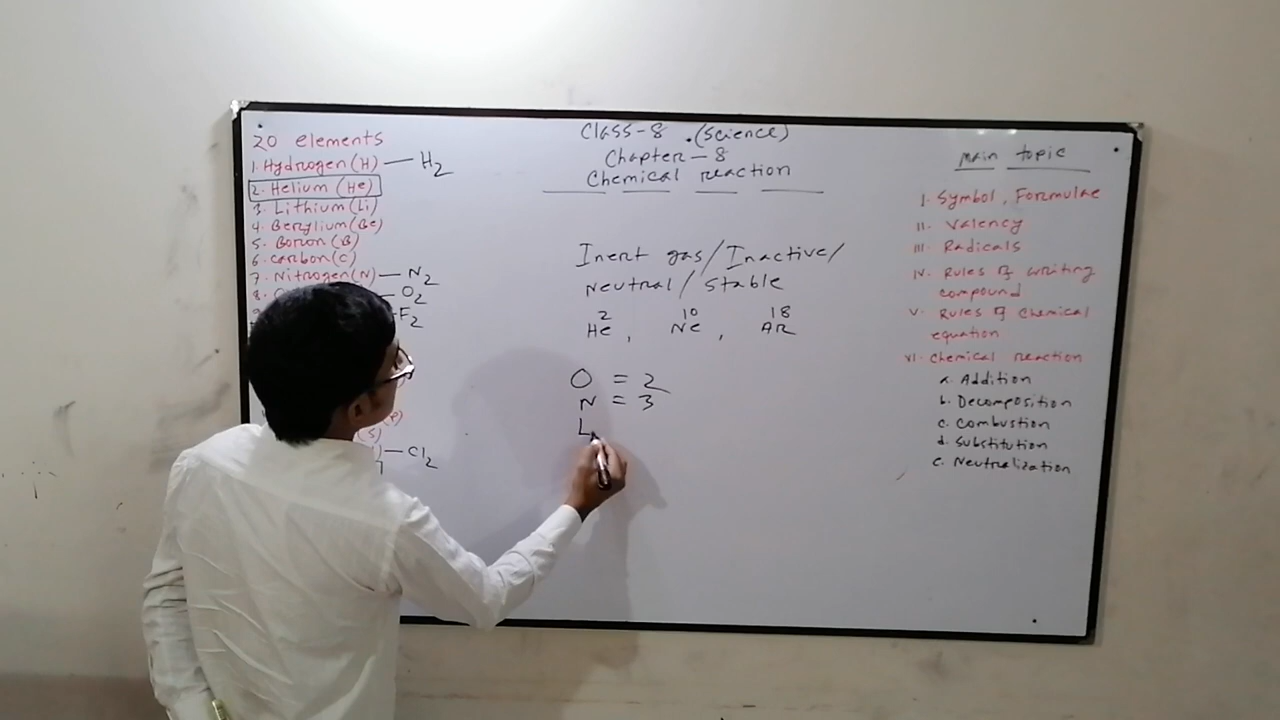 20 elements
1. Hydrogen (H) — H2
2. Helium (He)
3. Lithium (Li)
4. Berylium (Be)
5. Boron (B)
6. Carbon (C)
7. Nitrogen (N) — N2
8. — O2
F2
(P)
(S)
— Cl2
Class-8 (Science)
Chapter-8
Chemical reaction
Inert gas/Inactive/
Neutral/Stable
2 10 18
He, Ne, AR
O = 2
N = 3
L
Main topic
I. Symbol, Formulae
II. Valency
III. Radicals
IV. Rules of writing
compound
V. Rules of Chemical
equation
VI. Chemical reaction
a. Addition
b. Decomposition
c. Combustion
d. Substitution
e. Neutralization